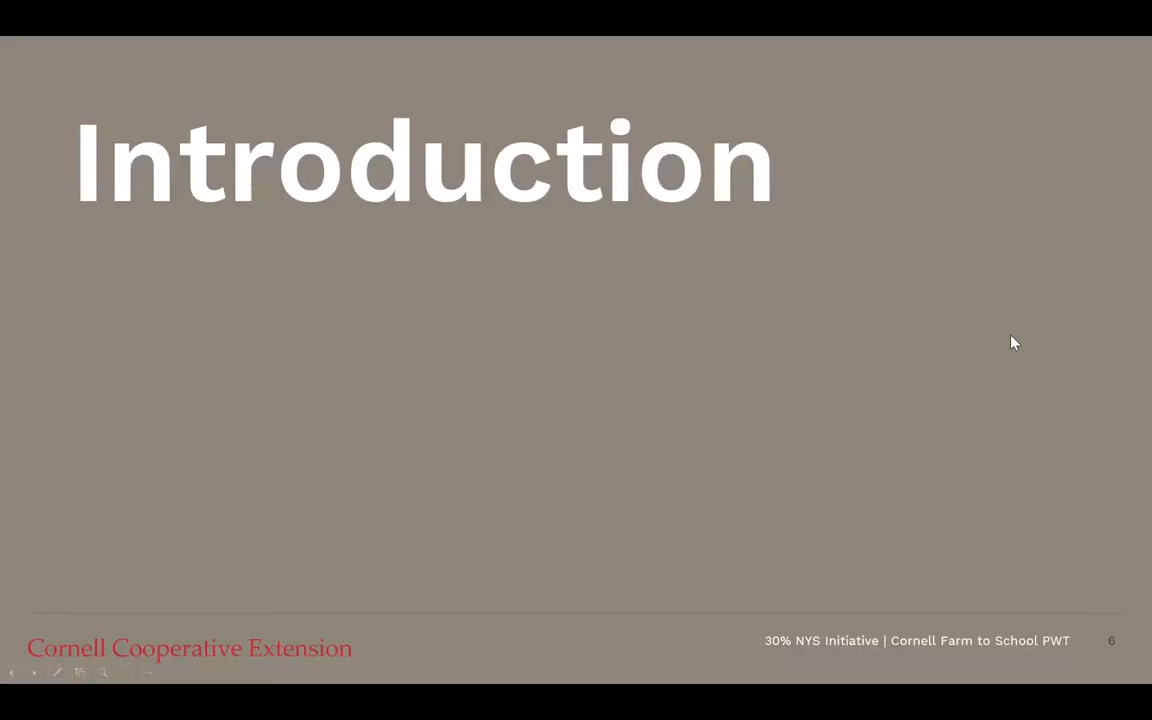 Introduction
Cornell Cooperative Extension
30% NYS Initiative | Cornell Farm to School PWT
6